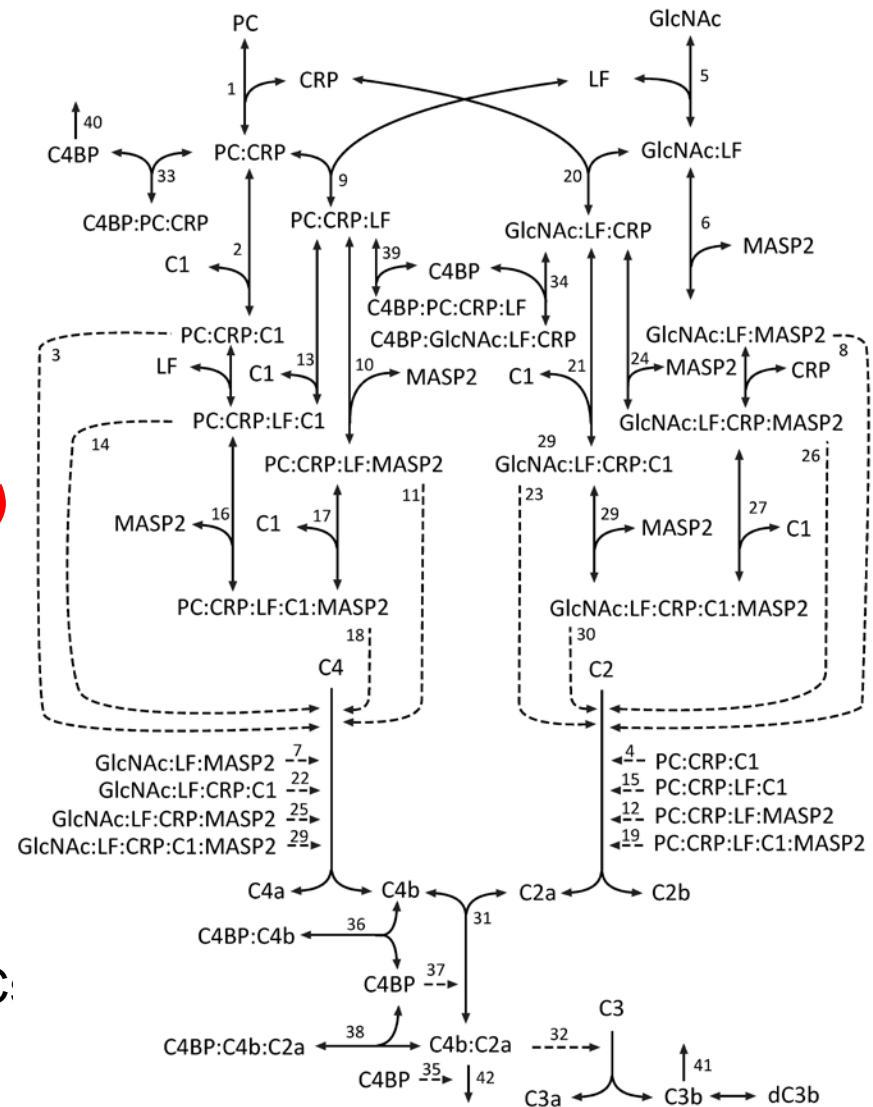 PC GlcNAc
1 CRP LF 5
40
C4BP PC:CRP GlcNAc:LF
33 9 20
C4BP:PC:CRP PC:CRP:LF GlcNAc:LF:CRP 6
2 39 MASP2
C1 C4BP 34
C4BP:PC:CRP:LF
PC:CRP:C1 C4BP:GlcNAc:LF:CRP GlcNAc:LF:MASP2
3 8
LF C1 13 10 MASP2 C1 21 24 MASP2 CRP
PC:CRP:LF:C1 GlcNAc:LF:CRP:MASP2
14 29 26
PC:CRP:LF:MASP2 GlcNAc:LF:CRP:C1
11 23
MASP2 16 C1 17 29 MASP2 27 C1
PC:CRP:LF:C1:MASP2 GlcNAc:LF:CRP:C1:MASP2
18 30
C4 C2
GlcNAc:LF:MASP2 7 4 PC:CRP:C1
GlcNAc:LF:CRP:C1 22 15 PC:CRP:LF:C1
GlcNAc:LF:CRP:MASP2 25 12 PC:CRP:LF:MASP2
GlcNAc:LF:CRP:C1:MASP2 29 19 PC:CRP:LF:C1:MASP2
C4a C4b C2a C2b
31
C4BP:C4b 36
C4BP 37
C3
C4BP:C4b:C2a 38 C4b:C2a 32
C4BP 35 42 41
C3a C3b dC3b